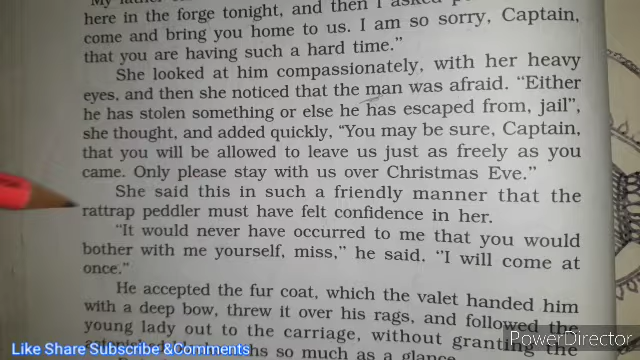 here in the forge tonight, and then I asked
come and bring you home to us. I am so sorry, Captain,
that you are having such a hard time."
She looked at him compassionately, with her heavy
eyes, and then she noticed that the man was afraid. "Either
he has stolen something or else he has escaped from, jail",
she thought, and added quickly, "You may be sure, Captain,
that you will be allowed to leave us just as freely as you
came. Only please stay with us over Christmas Eve."
She said this in such a friendly manner that the
rattrap peddler must have felt confidence in her.
"It would never have occurred to me that you would
bother with me yourself, miss," he said. "I will come at
once."
He accepted the fur coat, which the valet handed him
with a deep bow, threw it over his rags, and followed the
young lady out to the carriage, without granting the
so much as a glance
Like Share Subscribe &Comments
PowerDirector